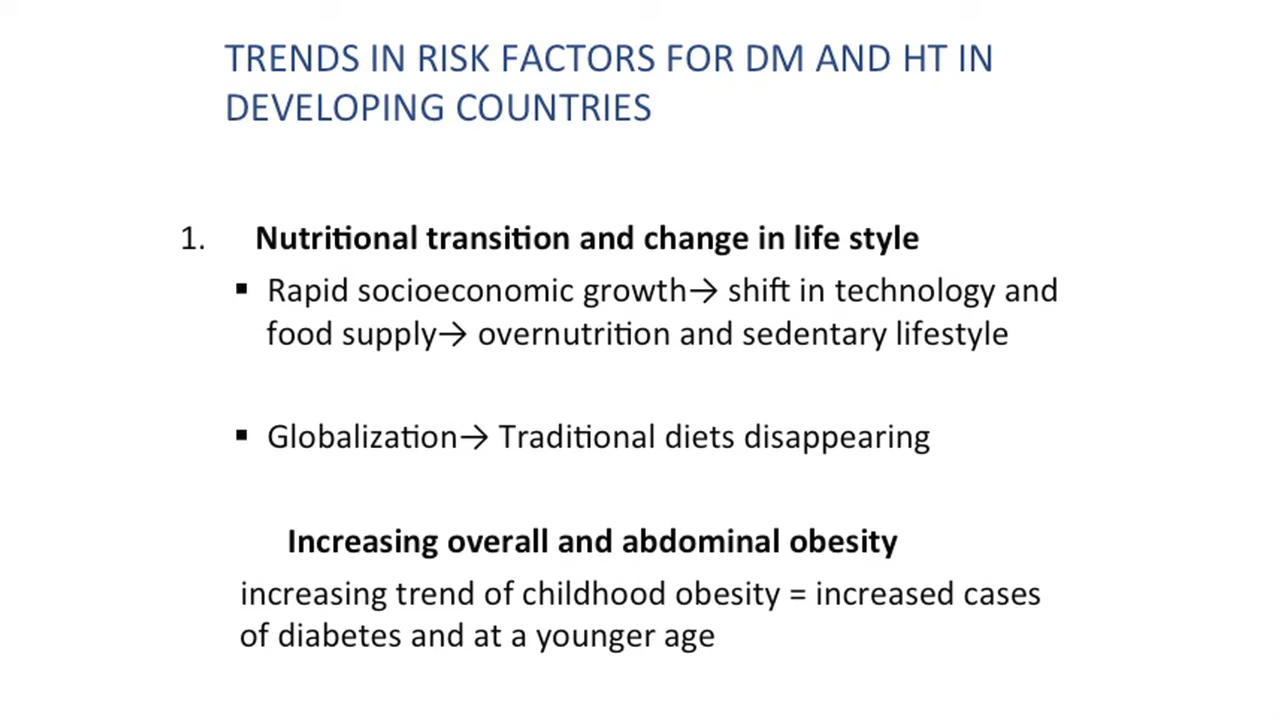 TRENDS IN RISK FACTORS FOR DM AND HT IN
DEVELOPING COUNTRIES
1. Nutritional transition and change in life style
▪ Rapid socioeconomic growth→ shift in technology and
food supply→ overnutrition and sedentary lifestyle
▪ Globalization→ Traditional diets disappearing
Increasing overall and abdominal obesity
increasing trend of childhood obesity = increased cases
of diabetes and at a younger age